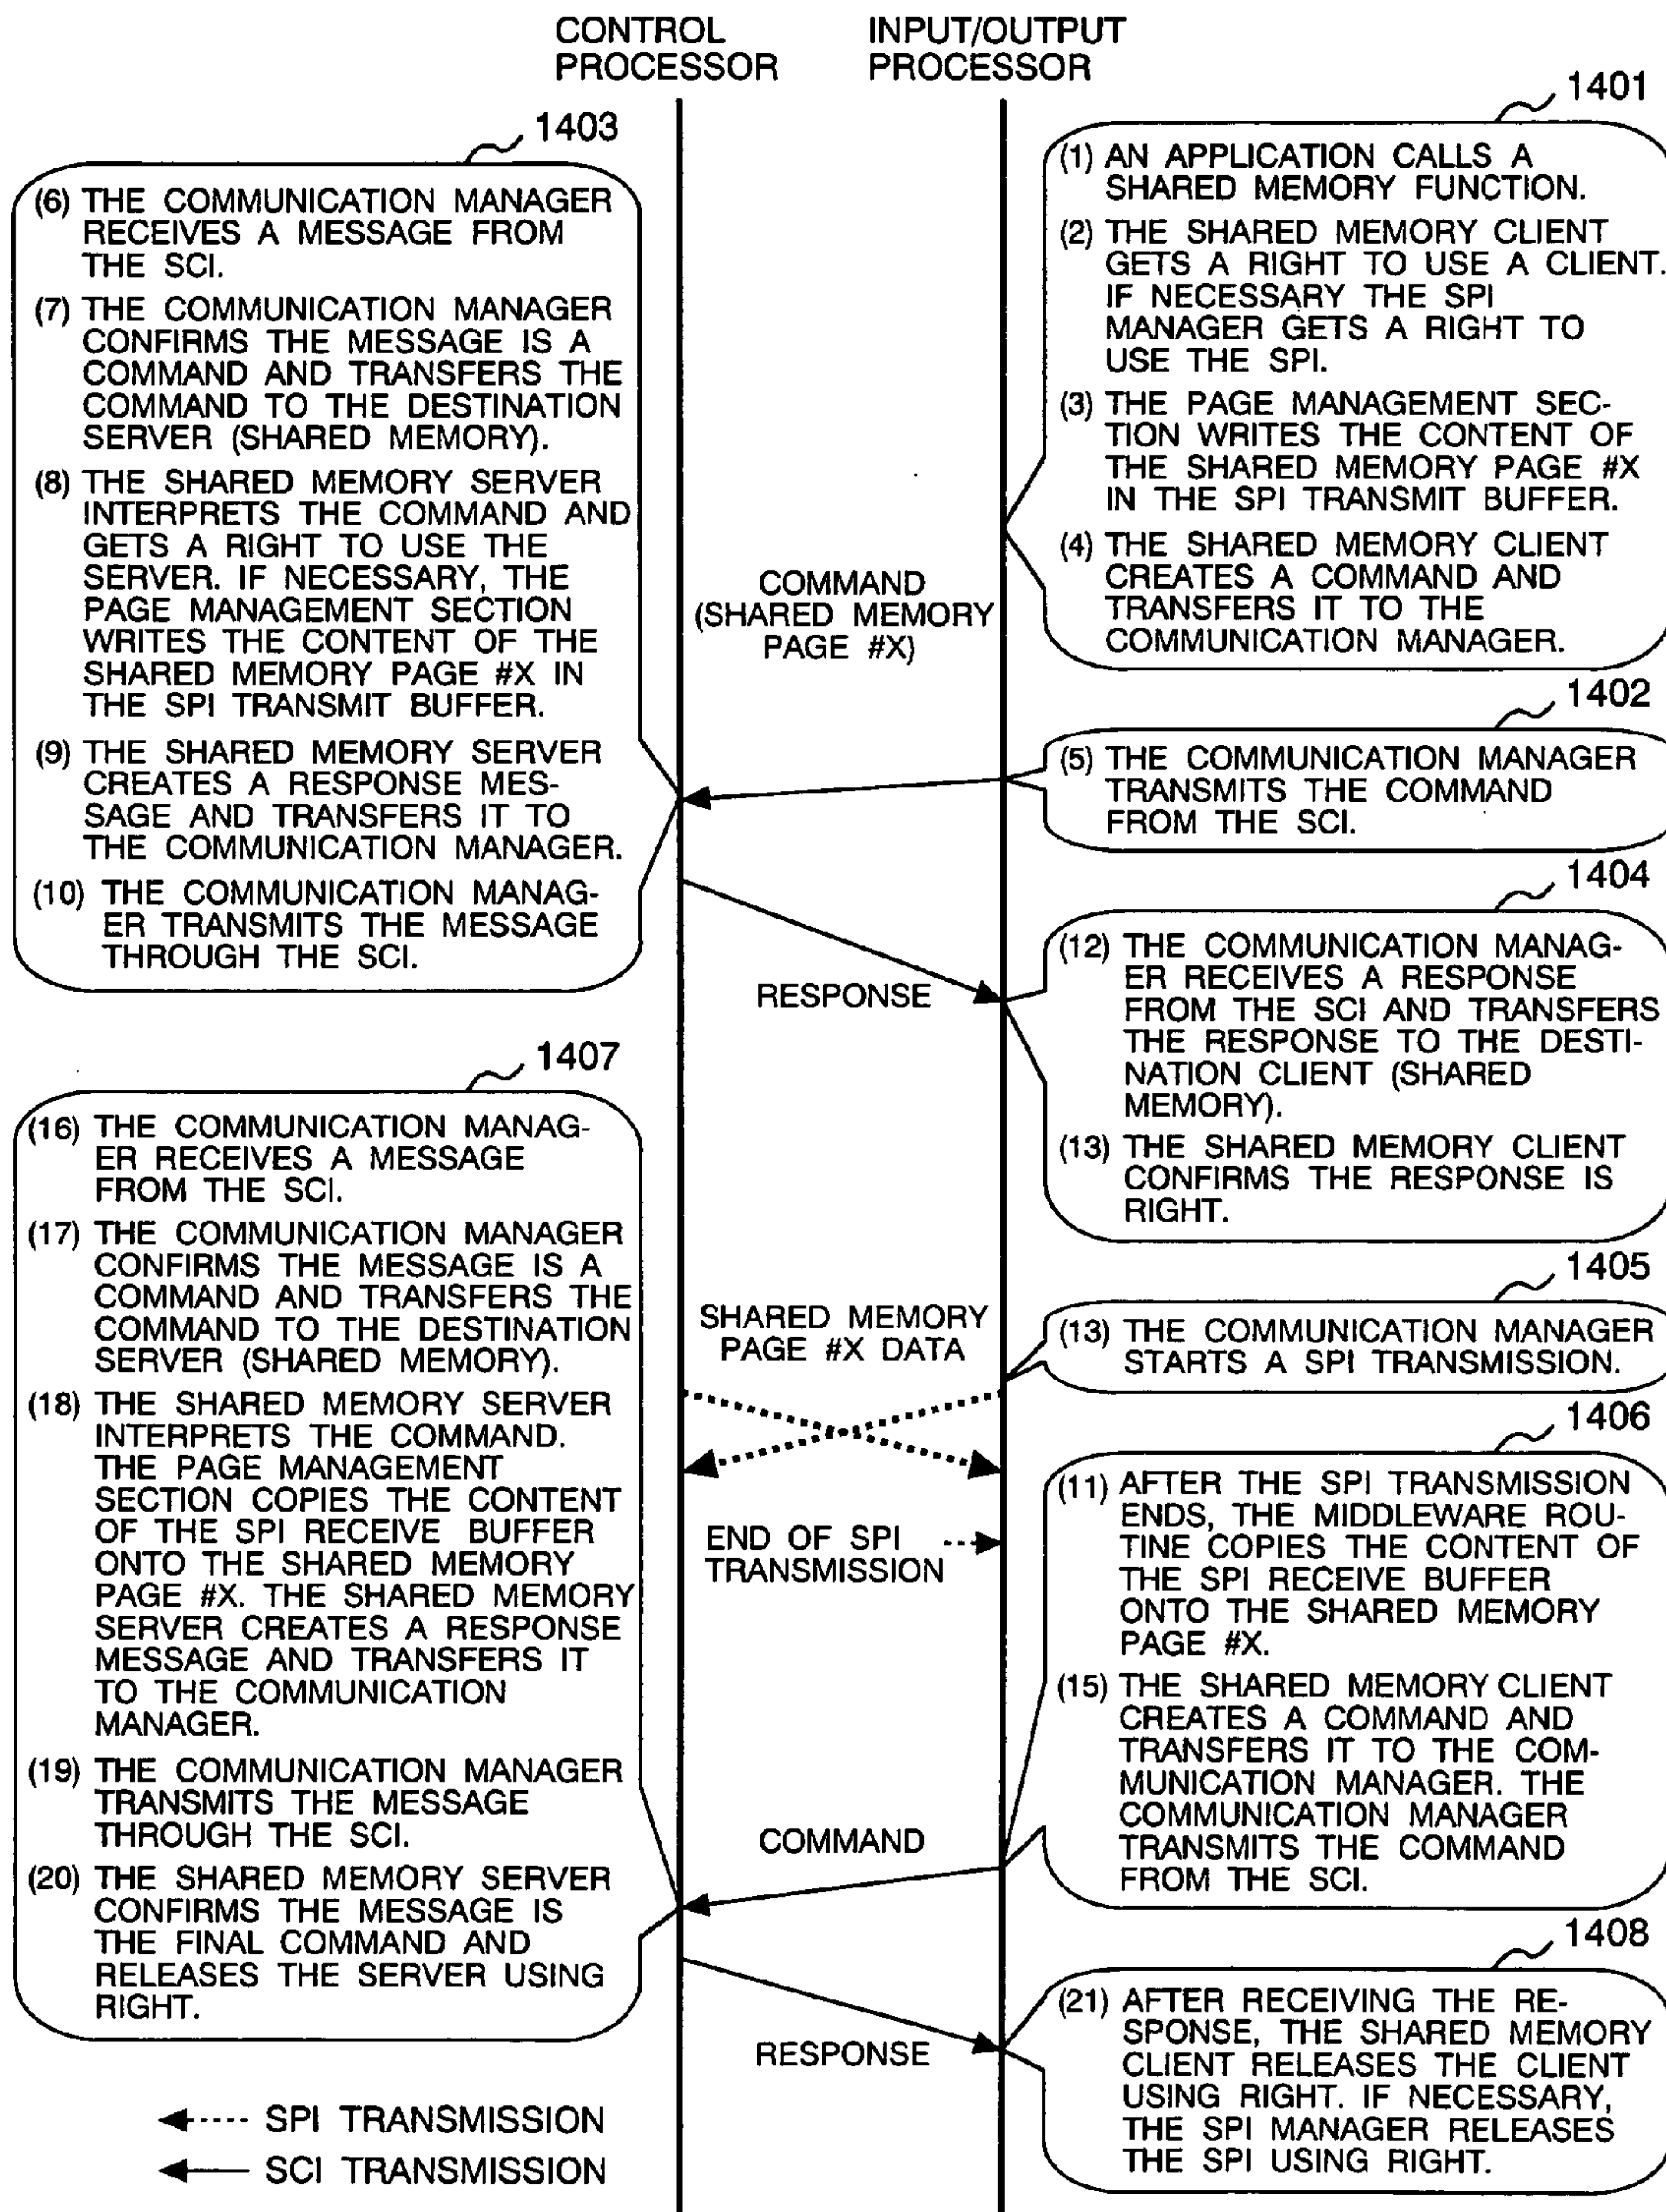 CONTROL
PROCESSOR
INPUT/OUTPUT
PROCESSOR
1401
(1) AN APPLICATION CALLS A
SHARED MEMORY FUNCTION.
(2) THE SHARED MEMORY CLIENT
GETS A RIGHT TO USE A CLIENT.
IF NECESSARY THE SPI
MANAGER GETS A RIGHT TO
USE THE SPI.
(3) THE PAGE MANAGEMENT SEC-
TION WRITES THE CONTENT OF
THE SHARED MEMORY PAGE #X
IN THE SPI TRANSMIT BUFFER.
(4) THE SHARED MEMORY CLIENT
CREATES A COMMAND AND
TRANSFERS IT TO THE
COMMUNICATION MANAGER.
COMMAND
(SHARED MEMORY
PAGE #X)
1402
(5) THE COMMUNICATION MANAGER
TRANSMITS THE COMMAND
FROM THE SCI.
1403
(6) THE COMMUNICATION MANAGER
RECEIVES A MESSAGE FROM
THE SCI.
(7) THE COMMUNICATION MANAGER
CONFIRMS THE MESSAGE IS A
COMMAND AND TRANSFERS THE
COMMAND TO THE DESTINATION
SERVER (SHARED MEMORY).
(8) THE SHARED MEMORY SERVER
INTERPRETS THE COMMAND AND
GETS A RIGHT TO USE THE
SERVER. IF NECESSARY, THE
PAGE MANAGEMENT SECTION
WRITES THE CONTENT OF THE
SHARED MEMORY PAGE #X IN
THE SPI TRANSMIT BUFFER.
(9) THE SHARED MEMORY SERVER
CREATES A RESPONSE MES-
SAGE AND TRANSFERS IT TO
THE COMMUNICATION MANAGER.
(10) THE COMMUNICATION MANAG-
ER TRANSMITS THE MESSAGE
THROUGH THE SCI.
RESPONSE
1404
(12) THE COMMUNICATION MANAG-
ER RECEIVES A RESPONSE
FROM THE SCI AND TRANSFERS
THE RESPONSE TO THE DESTI-
NATION CLIENT (SHARED
MEMORY).
(13) THE SHARED MEMORY CLIENT
CONFIRMS THE RESPONSE IS
RIGHT.
1405
(13) THE COMMUNICATION MANAGER
STARTS A SPI TRANSMISSION.
SHARED MEMORY
PAGE #X DATA
END OF SPI
TRANSMISSION
1406
(11) AFTER THE SPI TRANSMISSION
ENDS, THE MIDDLEWARE ROU-
TINE COPIES THE CONTENT OF
THE SPI RECEIVE BUFFER
ONTO THE SHARED MEMORY
PAGE #X.
(15) THE SHARED MEMORY CLIENT
CREATES A COMMAND AND
TRANSFERS IT TO THE COM-
MUNICATION MANAGER. THE
COMMUNICATION MANAGER
TRANSMITS THE COMMAND
FROM THE SCI.
COMMAND
1407
(16) THE COMMUNICATION MANAG-
ER RECEIVES A MESSAGE
FROM THE SCI.
(17) THE COMMUNICATION MANAGER
CONFIRMS THE MESSAGE IS A
COMMAND AND TRANSFERS THE
COMMAND TO THE DESTINATION
SERVER (SHARED MEMORY).
(18) THE SHARED MEMORY SERVER
INTERPRETS THE COMMAND.
THE PAGE MANAGEMENT
SECTION COPIES THE CONTENT
OF THE SPI RECEIVE BUFFER
ONTO THE SHARED MEMORY
PAGE #X. THE SHARED MEMORY
SERVER CREATES A RESPONSE
MESSAGE AND TRANSFERS IT
TO THE COMMUNICATION
MANAGER.
(19) THE COMMUNICATION MANAGER
TRANSMITS THE MESSAGE
THROUGH THE SCI.
(20) THE SHARED MEMORY SERVER
CONFIRMS THE MESSAGE IS
THE FINAL COMMAND AND
RELEASES THE SERVER USING
RIGHT.
RESPONSE
1408
(21) AFTER RECEIVING THE RE-
SPONSE, THE SHARED MEMORY
CLIENT RELEASES THE CLIENT
USING RIGHT. IF NECESSARY,
THE SPI MANAGER RELEASES
THE SPI USING RIGHT.
SPI TRANSMISSION
SCI TRANSMISSION